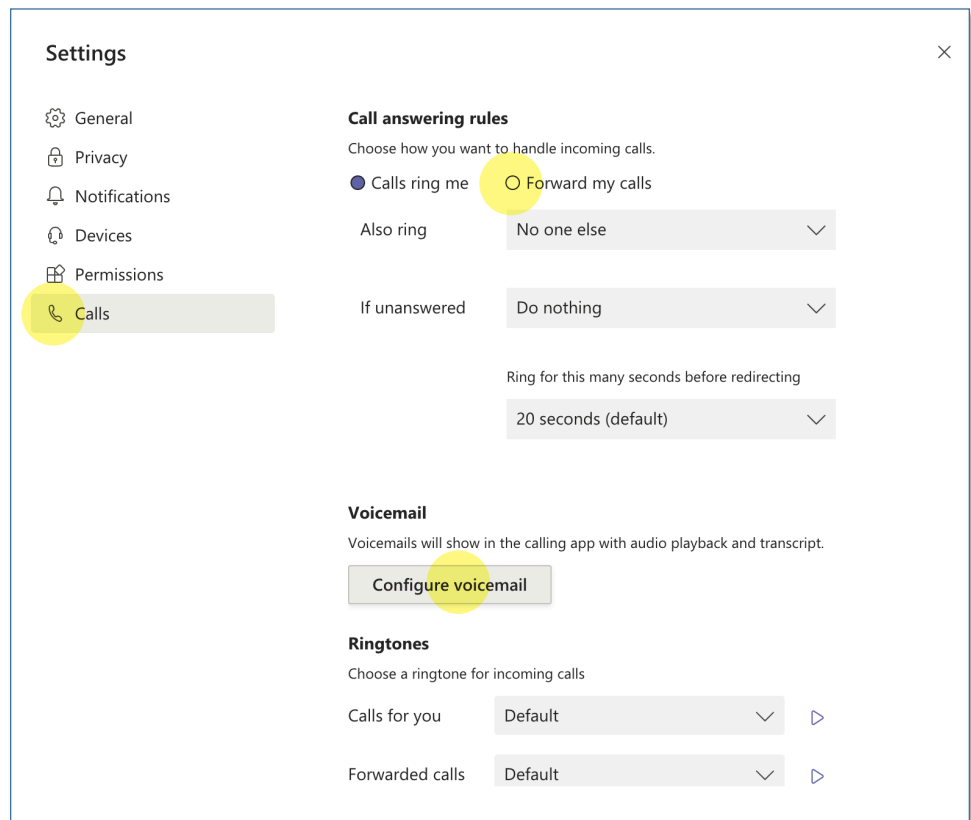 Settings
General
Privacy
Notifications
Devices
Permissions
Calls
Call answering rules
Choose how you want to handle incoming calls.
Calls ring me Forward my calls
Also ring No one else
If unanswered Do nothing
Ring for this many seconds before redirecting
20 seconds (default)
Voicemail
Voicemails will show in the calling app with audio playback and transcript.
Configure voicemail
Ringtones
Choose a ringtone for incoming calls
Calls for you Default
Forwarded calls Default